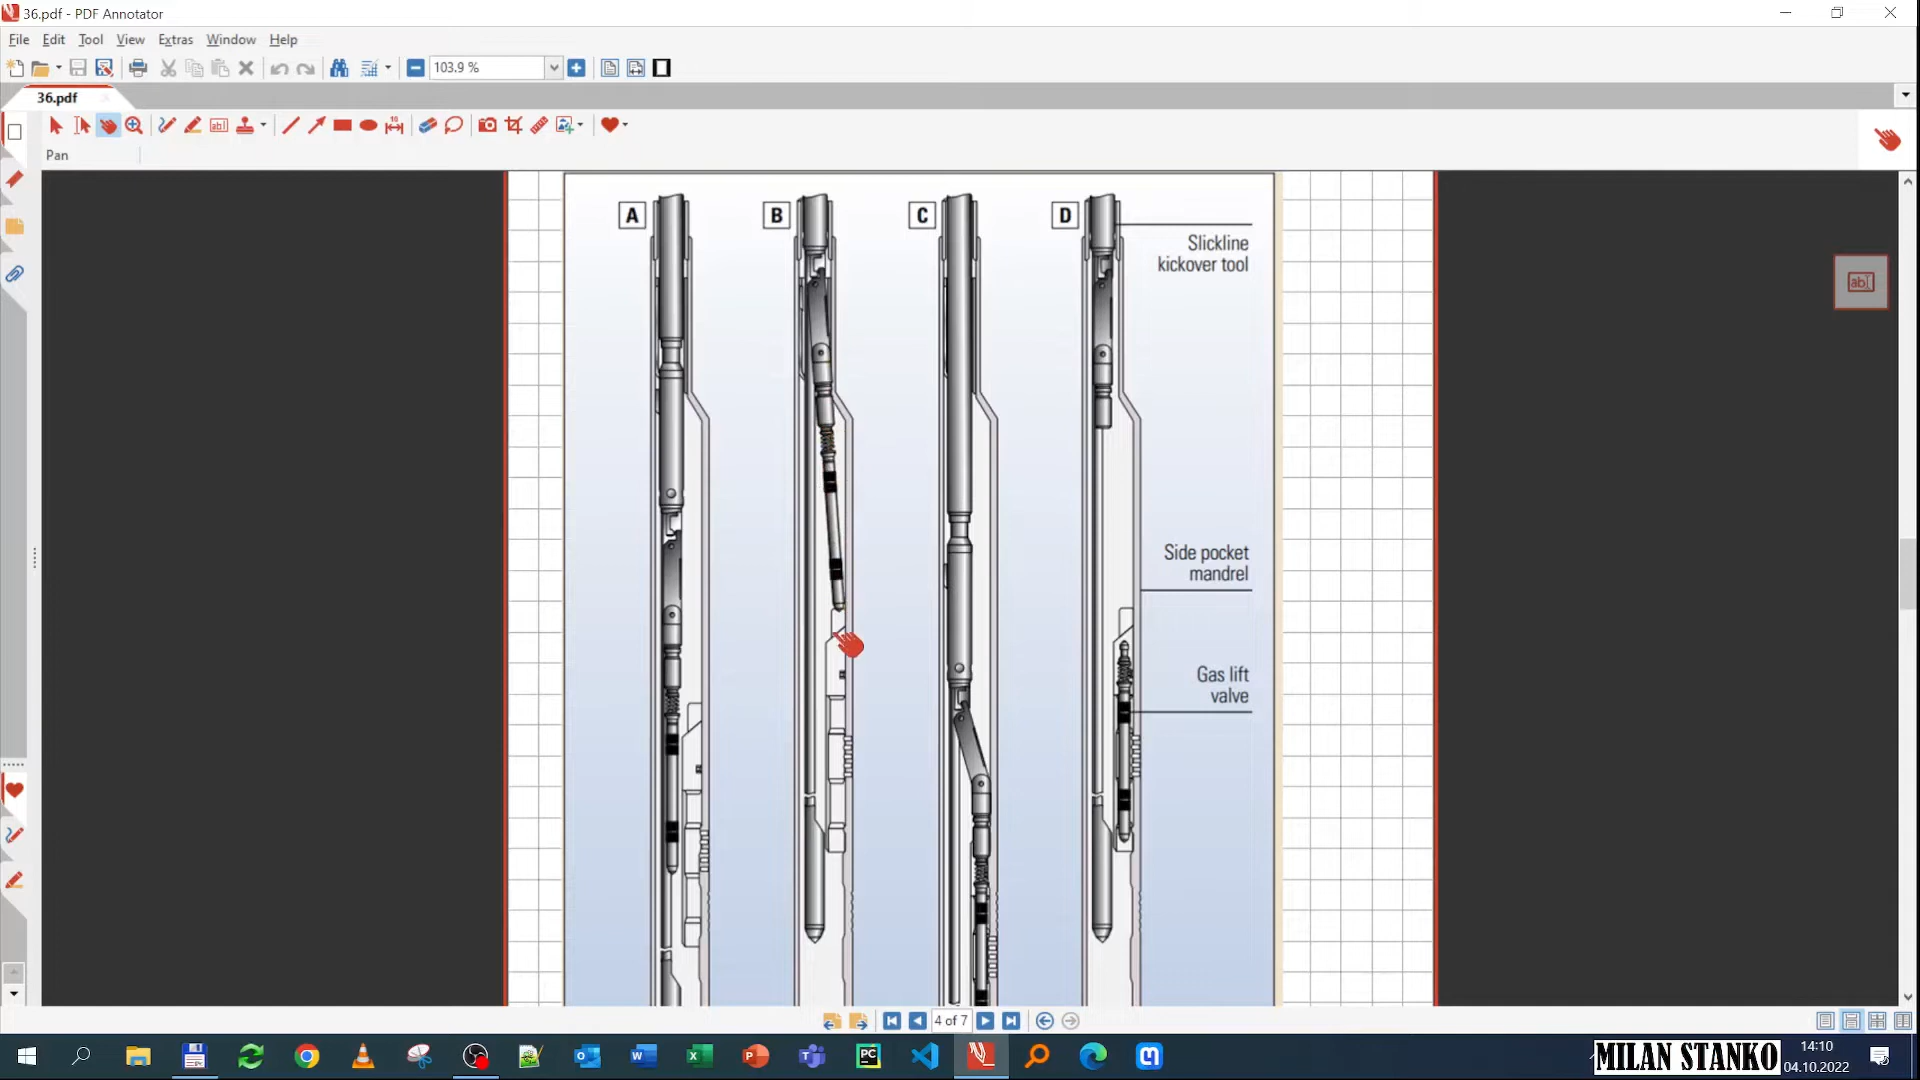 36.pdf - PDF Annotator
File Edit Tool View Extras Window Help
103.9 %
36.pdf
Pan
A B C D
Slickline
kickover tool
Side pocket
mandrel
Gas lift
valve
4 of 7
14:10
MILAN STANKO
04.10.2022